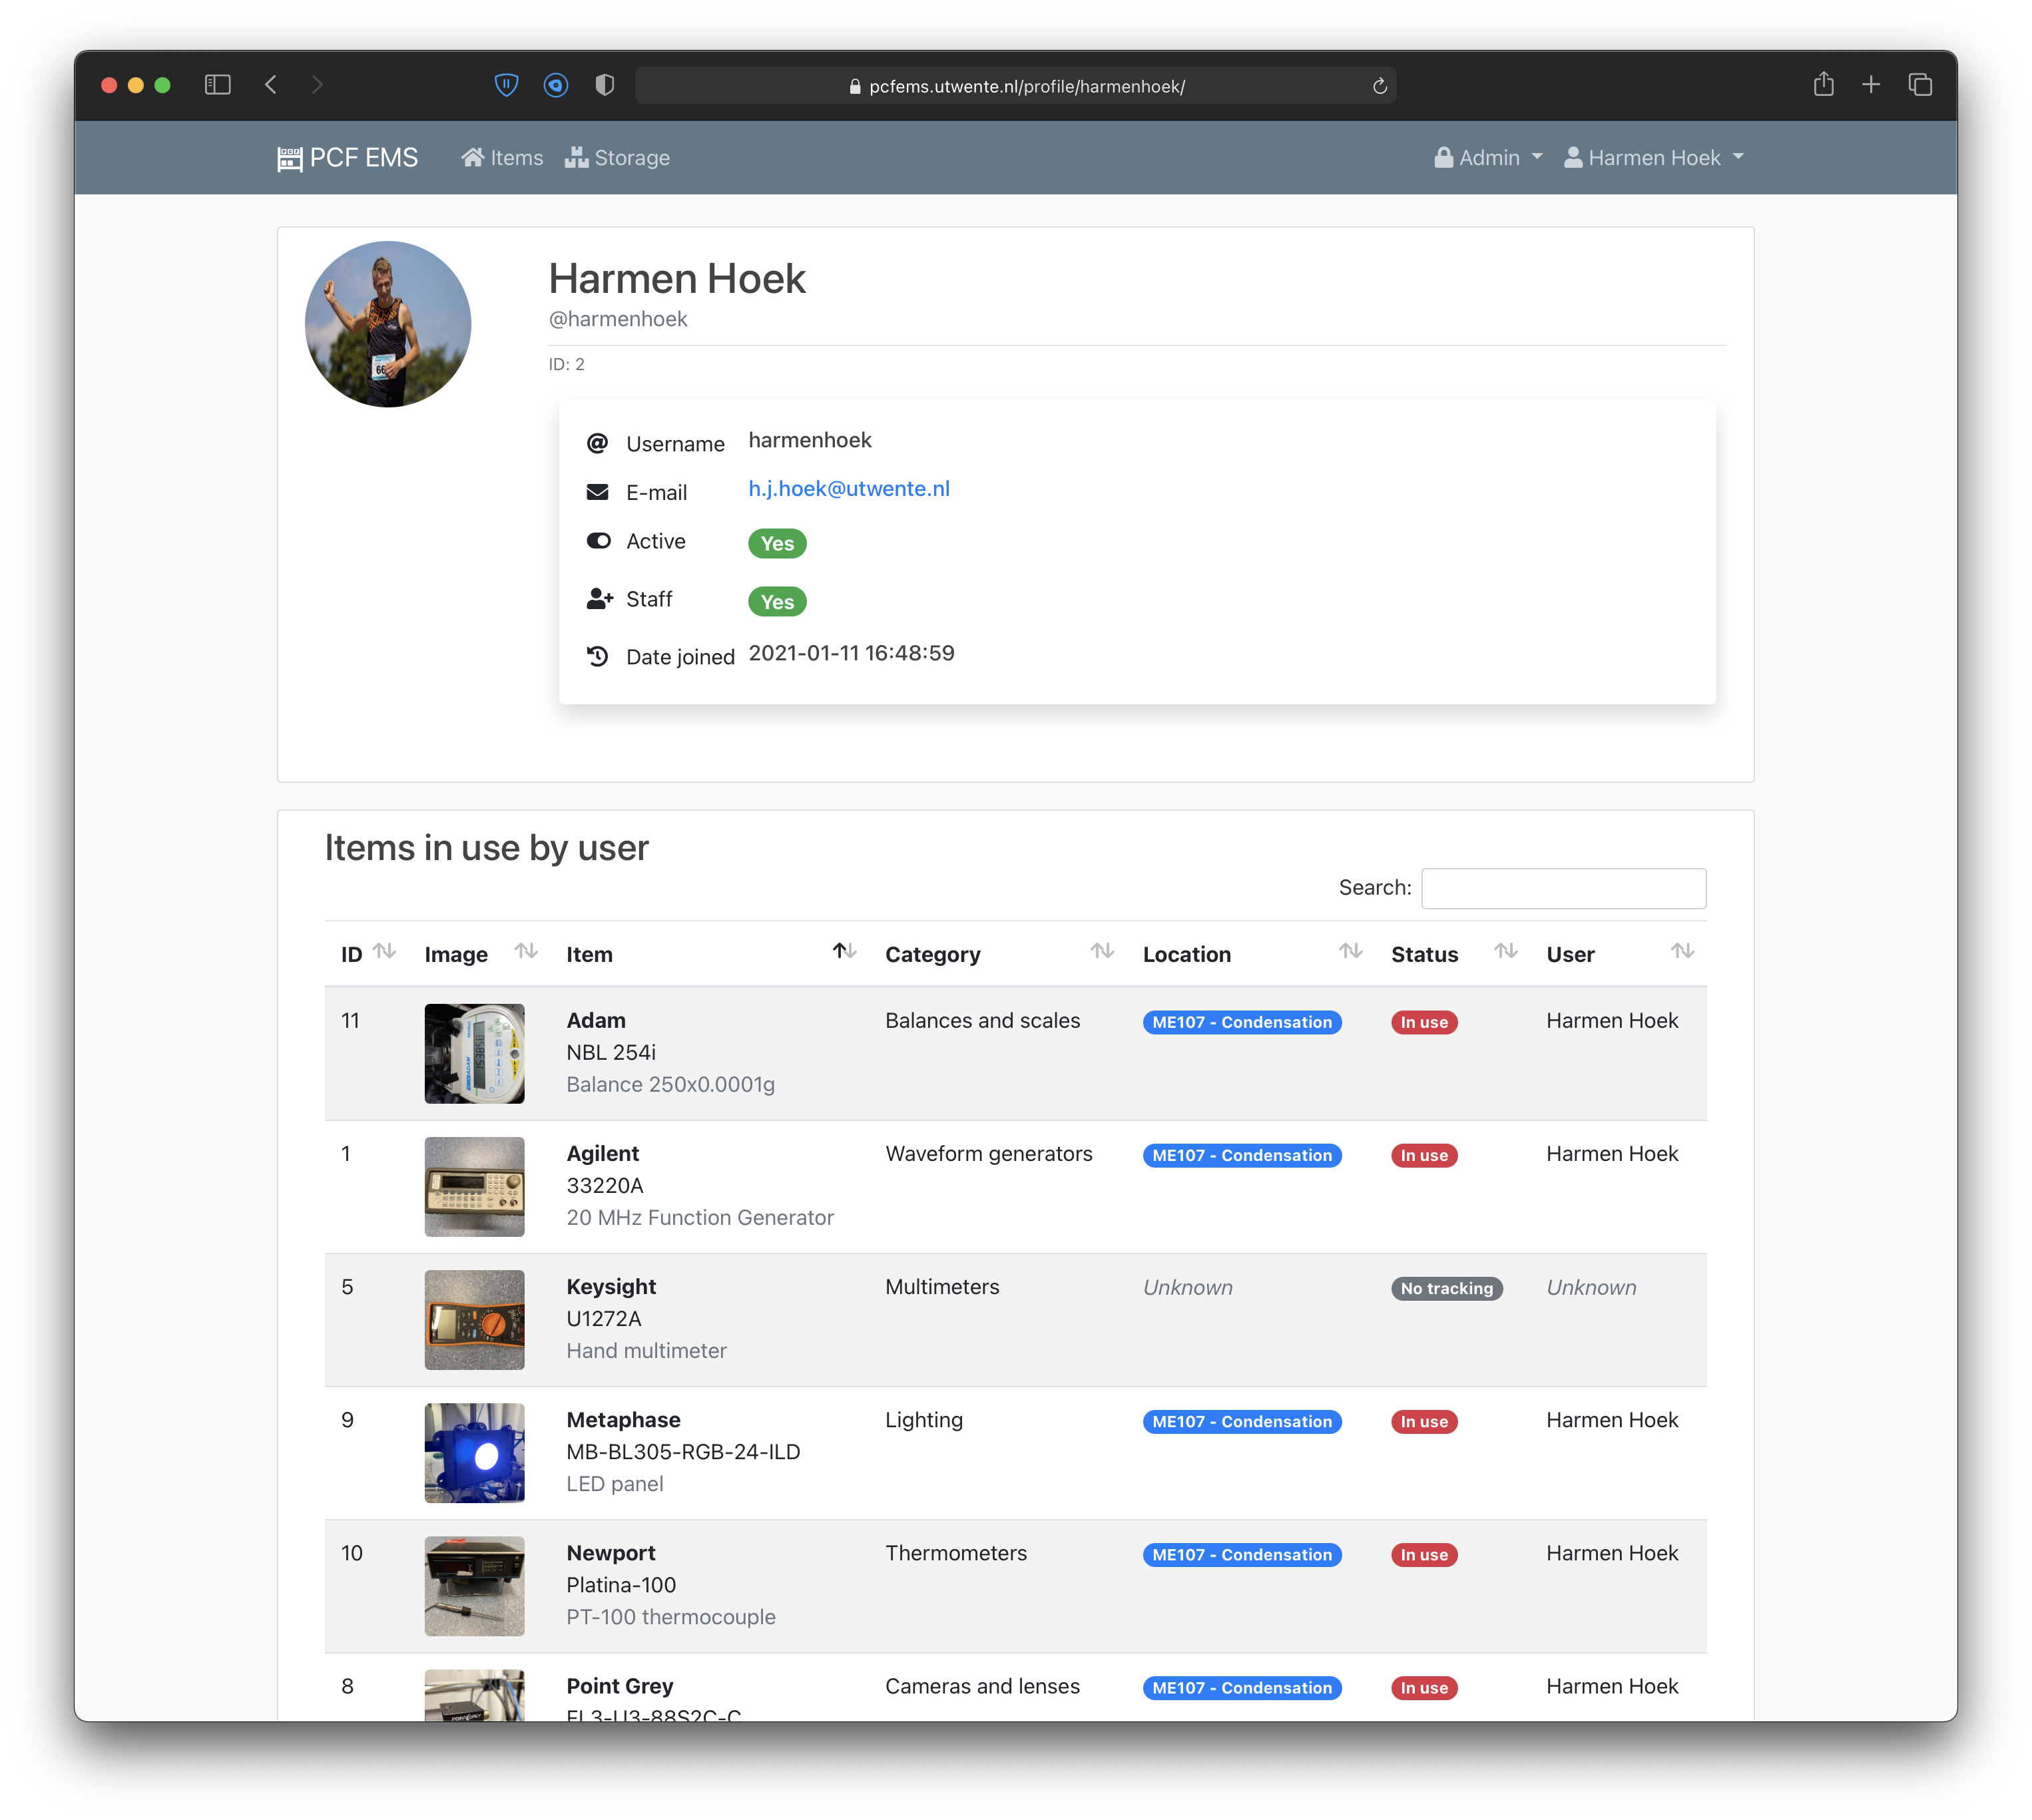 pcfems.utwente.nl/profile/harmenhoek/
PCF EMS Items Storage Admin Harmen Hoek
Harmen Hoek
@harmenhoek
ID: 2
66
Username harmenhoek
E-mail h.j.hoek@utwente.nl
Active Yes
Staff Yes
Date joined 2021-01-11 16:48:59
Items in use by user
Search:
ID Image Item Category Location Status User
11 Adam Balances and scales ME107 - Condensation In use Harmen Hoek
NBL 254i
Balance 250x0.0001g
1 Agilent Waveform generators ME107 - Condensation In use Harmen Hoek
33220A
20 MHz Function Generator
5 Keysight Multimeters Unknown No tracking Unknown
U1272A
Hand multimeter
9 Metaphase Lighting ME107 - Condensation In use Harmen Hoek
MB-BL305-RGB-24-ILD
LED panel
10 Newport Thermometers ME107 - Condensation In use Harmen Hoek
Platina-100
PT-100 thermocouple
8 Point Grey Cameras and lenses ME107 - Condensation In use Harmen Hoek
FL3-U3-88S2C-C